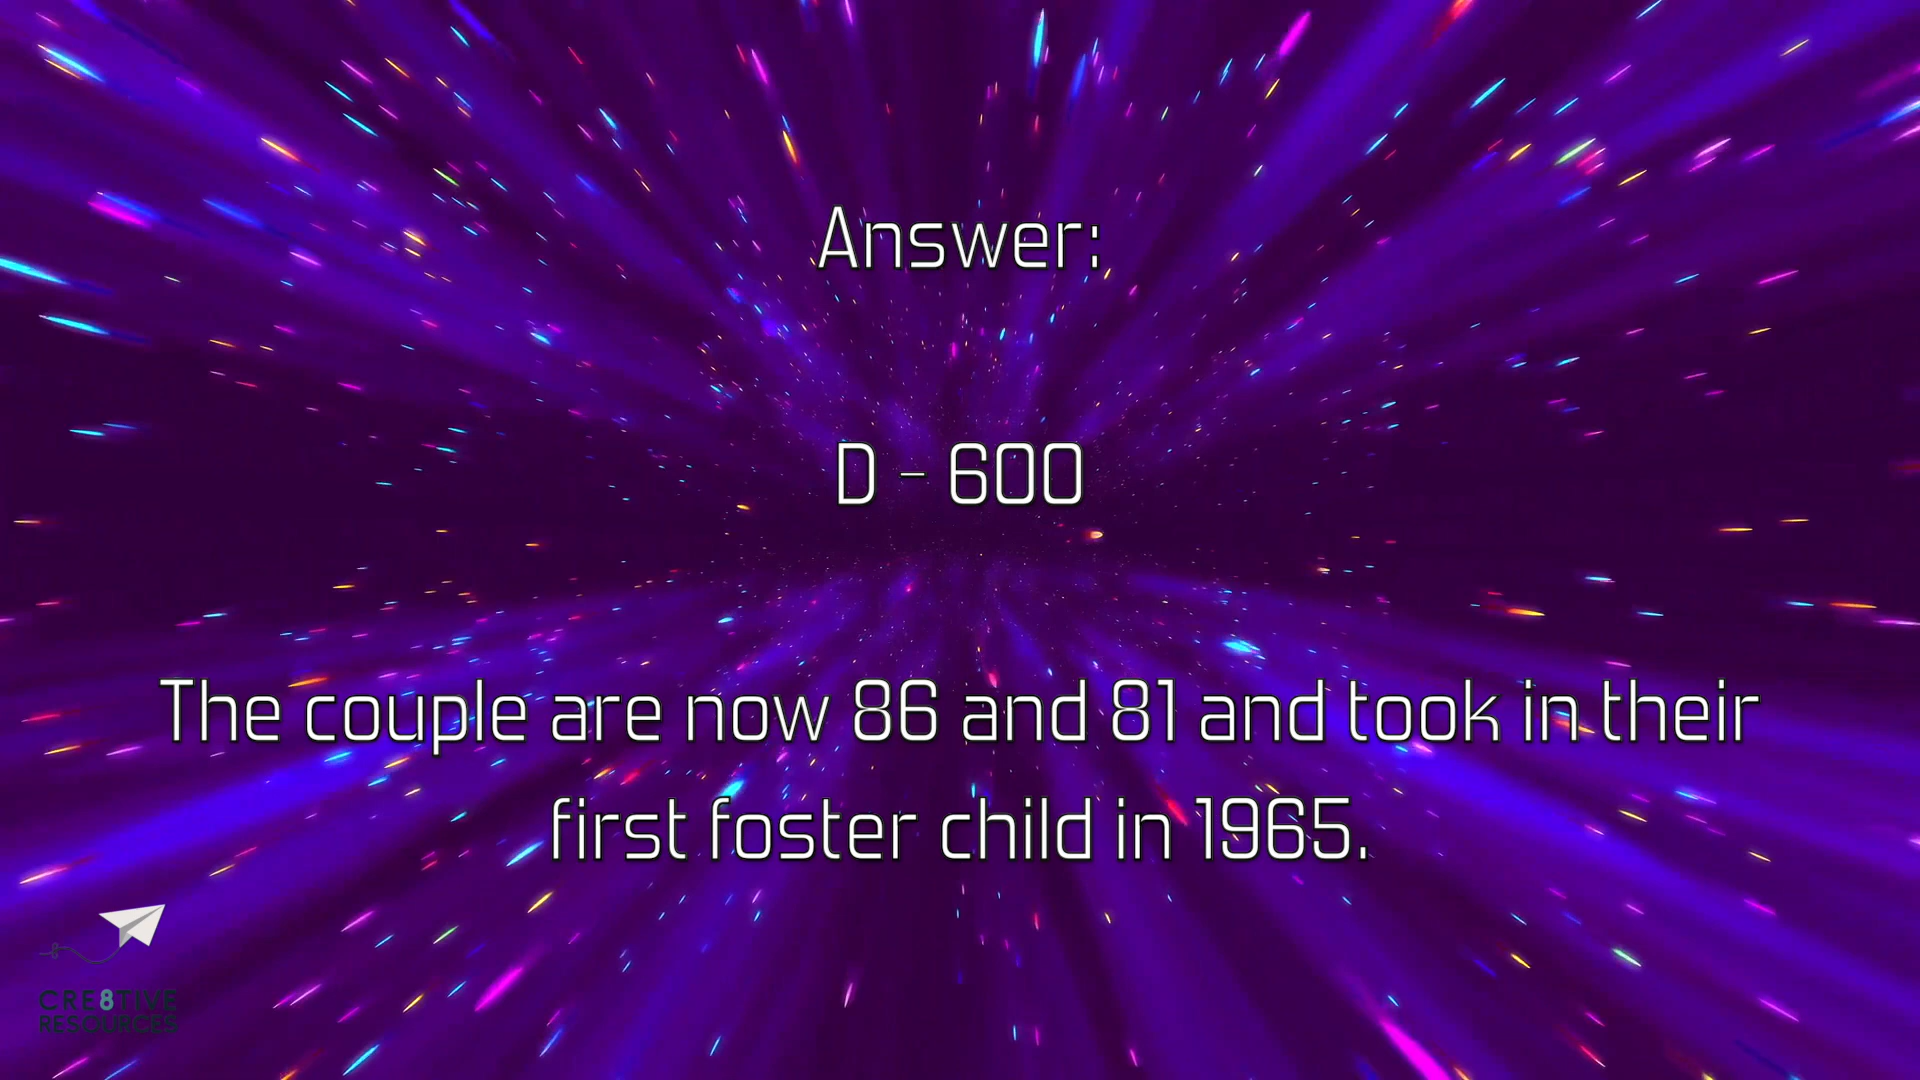 Answer:
D - 600
The couple are now 86 and 81 and took in their
first foster child in 1965.
CRE8TIVE
RESOURCES